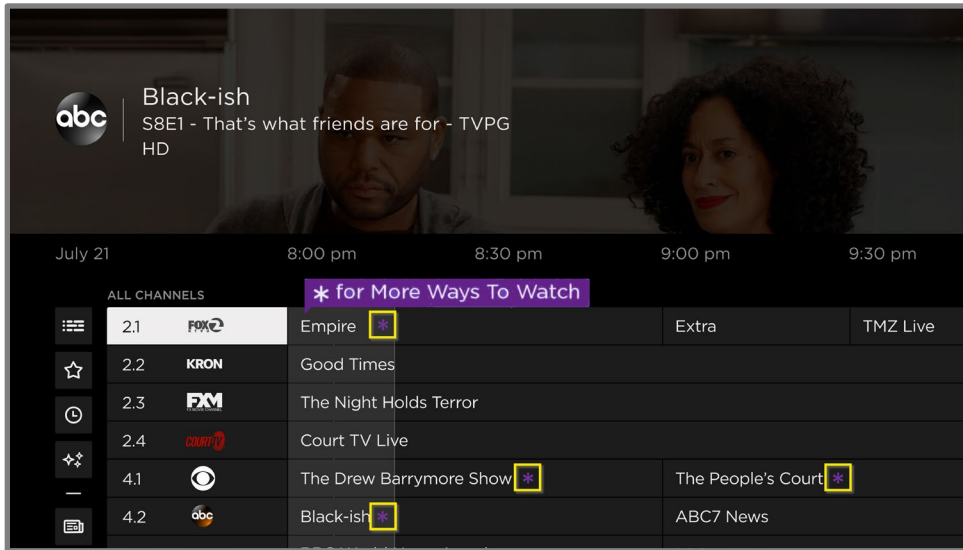 abc
Black-ish
S8E1 - That's what friends are for - TVPG
HD
July 21 8:00 pm 8:30 pm 9:00 pm 9:30 pm
* for More Ways To Watch
ALL CHANNELS
2.1 FOX 2 Empire * Extra TMZ Live
2.2 KRON Good Times
2.3 FXM The Night Holds Terror
2.4 COURT TV Court TV Live
4.1 The Drew Barrymore Show * The People's Court *
4.2 abc Black-ish * ABC7 News